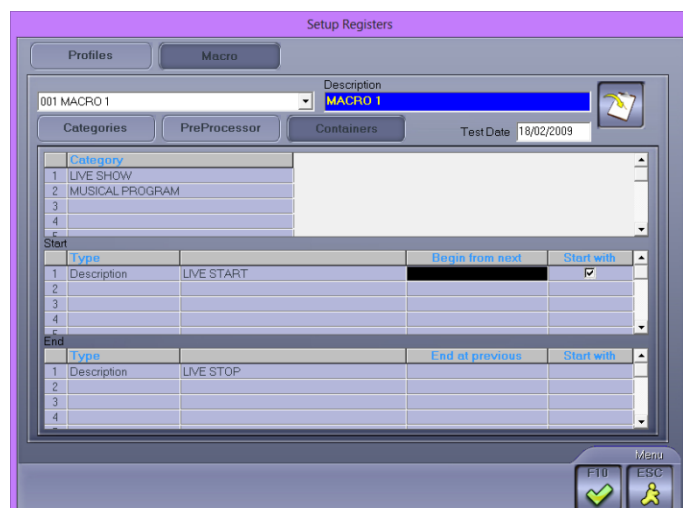 Setup Registers
Profiles Macro
Description
001 MACRO 1 MACRO 1
Categories PreProcessor Containers Test Date 18/02/2009
Category
1 LIVE SHOW
2 MUSICAL PROGRAM
3
4
Start
Type Begin from next Start with
1 Description LIVE START
2
3
4
End
Type End at previous Start with
1 Description LIVE STOP
2
3
4
Menu
F10 ESC